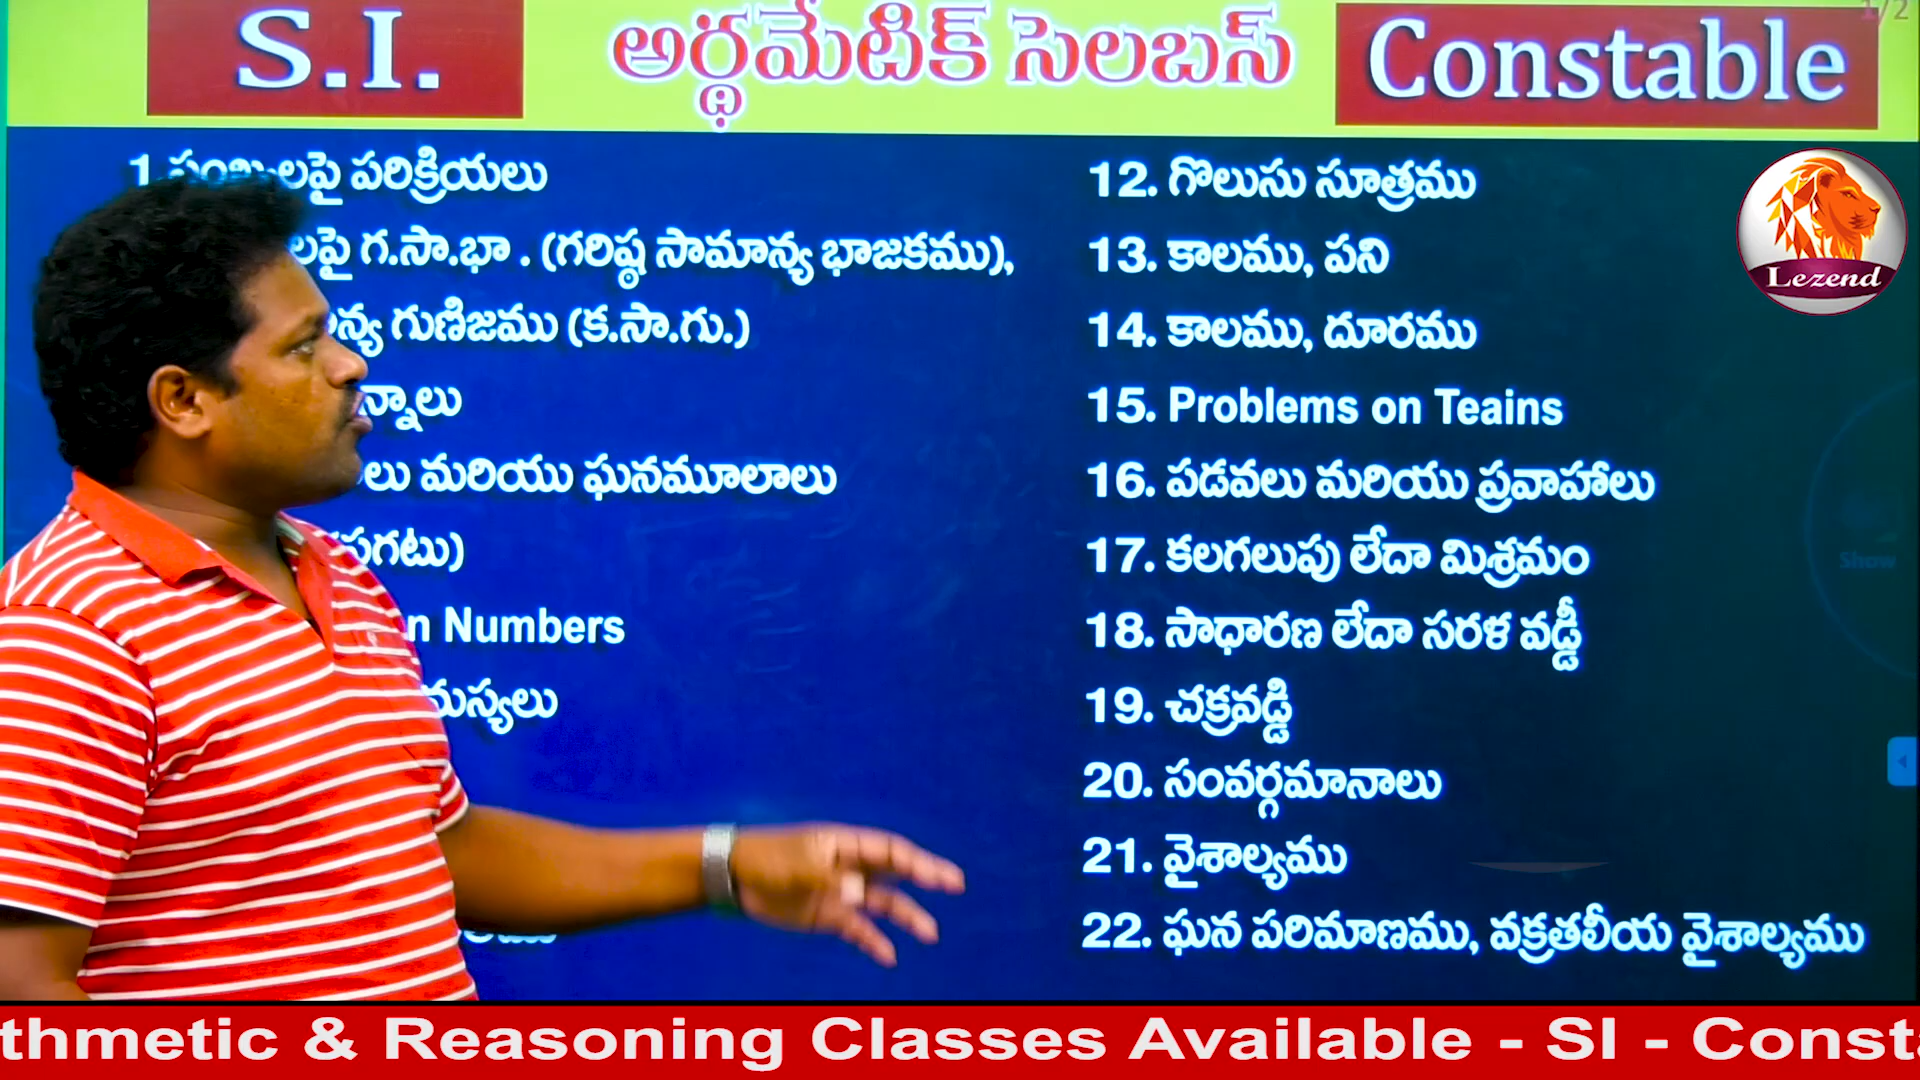 S.I. అర్థమేటిక్ సెలబస్ Constable
1/2
పరిక్రియలు
గ.సా.భా . (గరిష్ఠ సామాన్య భాజకము),
గుణిజము (క.సా.గు.)
మరియు ఘనమూలాలు
Numbers
12. గొలుసు సూత్రము
13. కాలము, పని
14. కాలము, దూరము
15. Problems on Teains
16. పడవలు మరియు ప్రవాహాలు
17. కలగలుపు లేదా మిశ్రమం
18. సాధారణ లేదా సరళ వడ్డీ
19. చక్రవడ్డి
20. సంవర్గమానాలు
21. వైశాల్యము
22. ఘన పరిమాణము, వక్రతలీయ వైశాల్యము
Lezend
Show
thmetic & Reasoning Classes Available - SI - Const